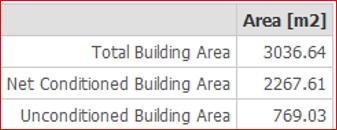 Area [m2]
Total Building Area 3036.64
Net Conditioned Building Area 2267.61
Unconditioned Building Area 769.03